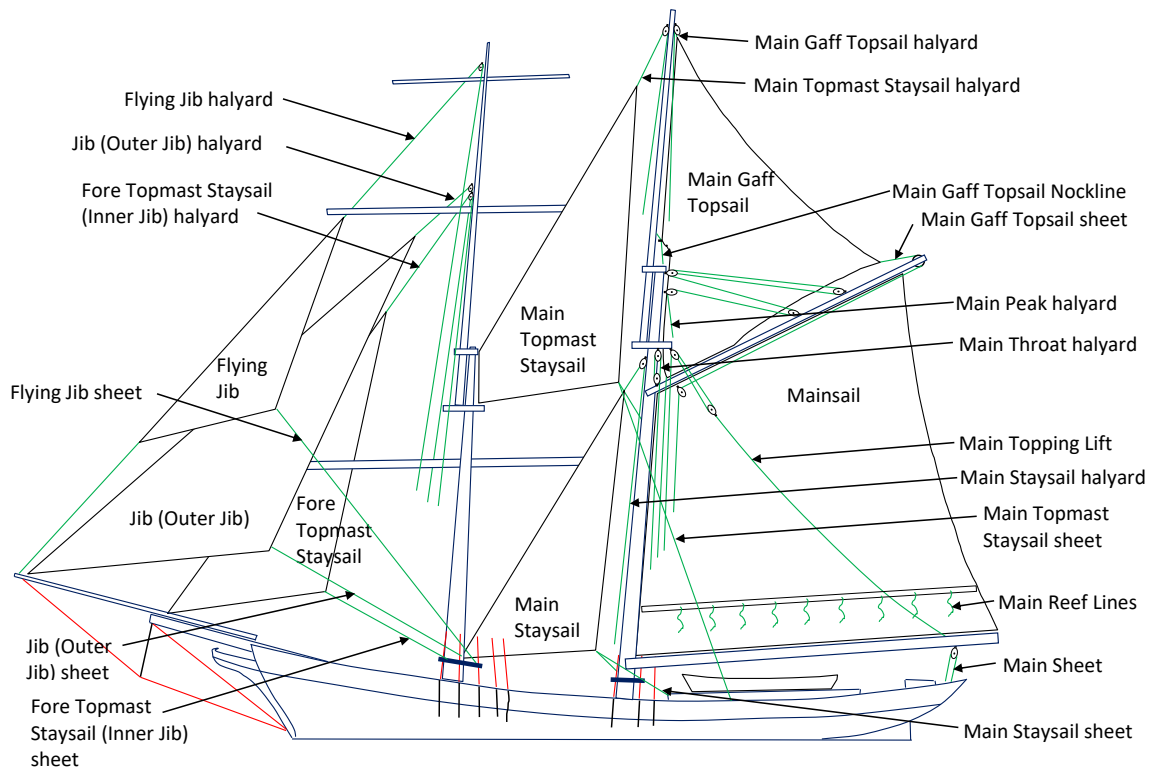 Main Gaff Topsail halyard
Main Topmast Staysail halyard
Flying Jib halyard
Jib (Outer Jib) halyard
Fore Topmast Staysail
(Inner Jib) halyard
Main Gaff
Topsail
Main Gaff Topsail Nockline
Main Gaff Topsail sheet
Main Peak halyard
Main
Topmast
Staysail
Main Throat halyard
Flying
Jib
Flying Jib sheet
Mainsail
Main Topping Lift
Main Staysail halyard
Jib (Outer Jib)
Fore
Topmast
Staysail
Main Topmast
Staysail sheet
Main
Staysail
Main Reef Lines
Jib (Outer
Jib) sheet
Main Sheet
Fore Topmast
Staysail (Inner Jib)
sheet
Main Staysail sheet